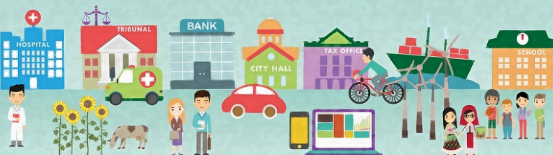 HOSPITAL
TRIBUNAL
BANK
CITY HALL
TAX OFFICE
SCHOOL